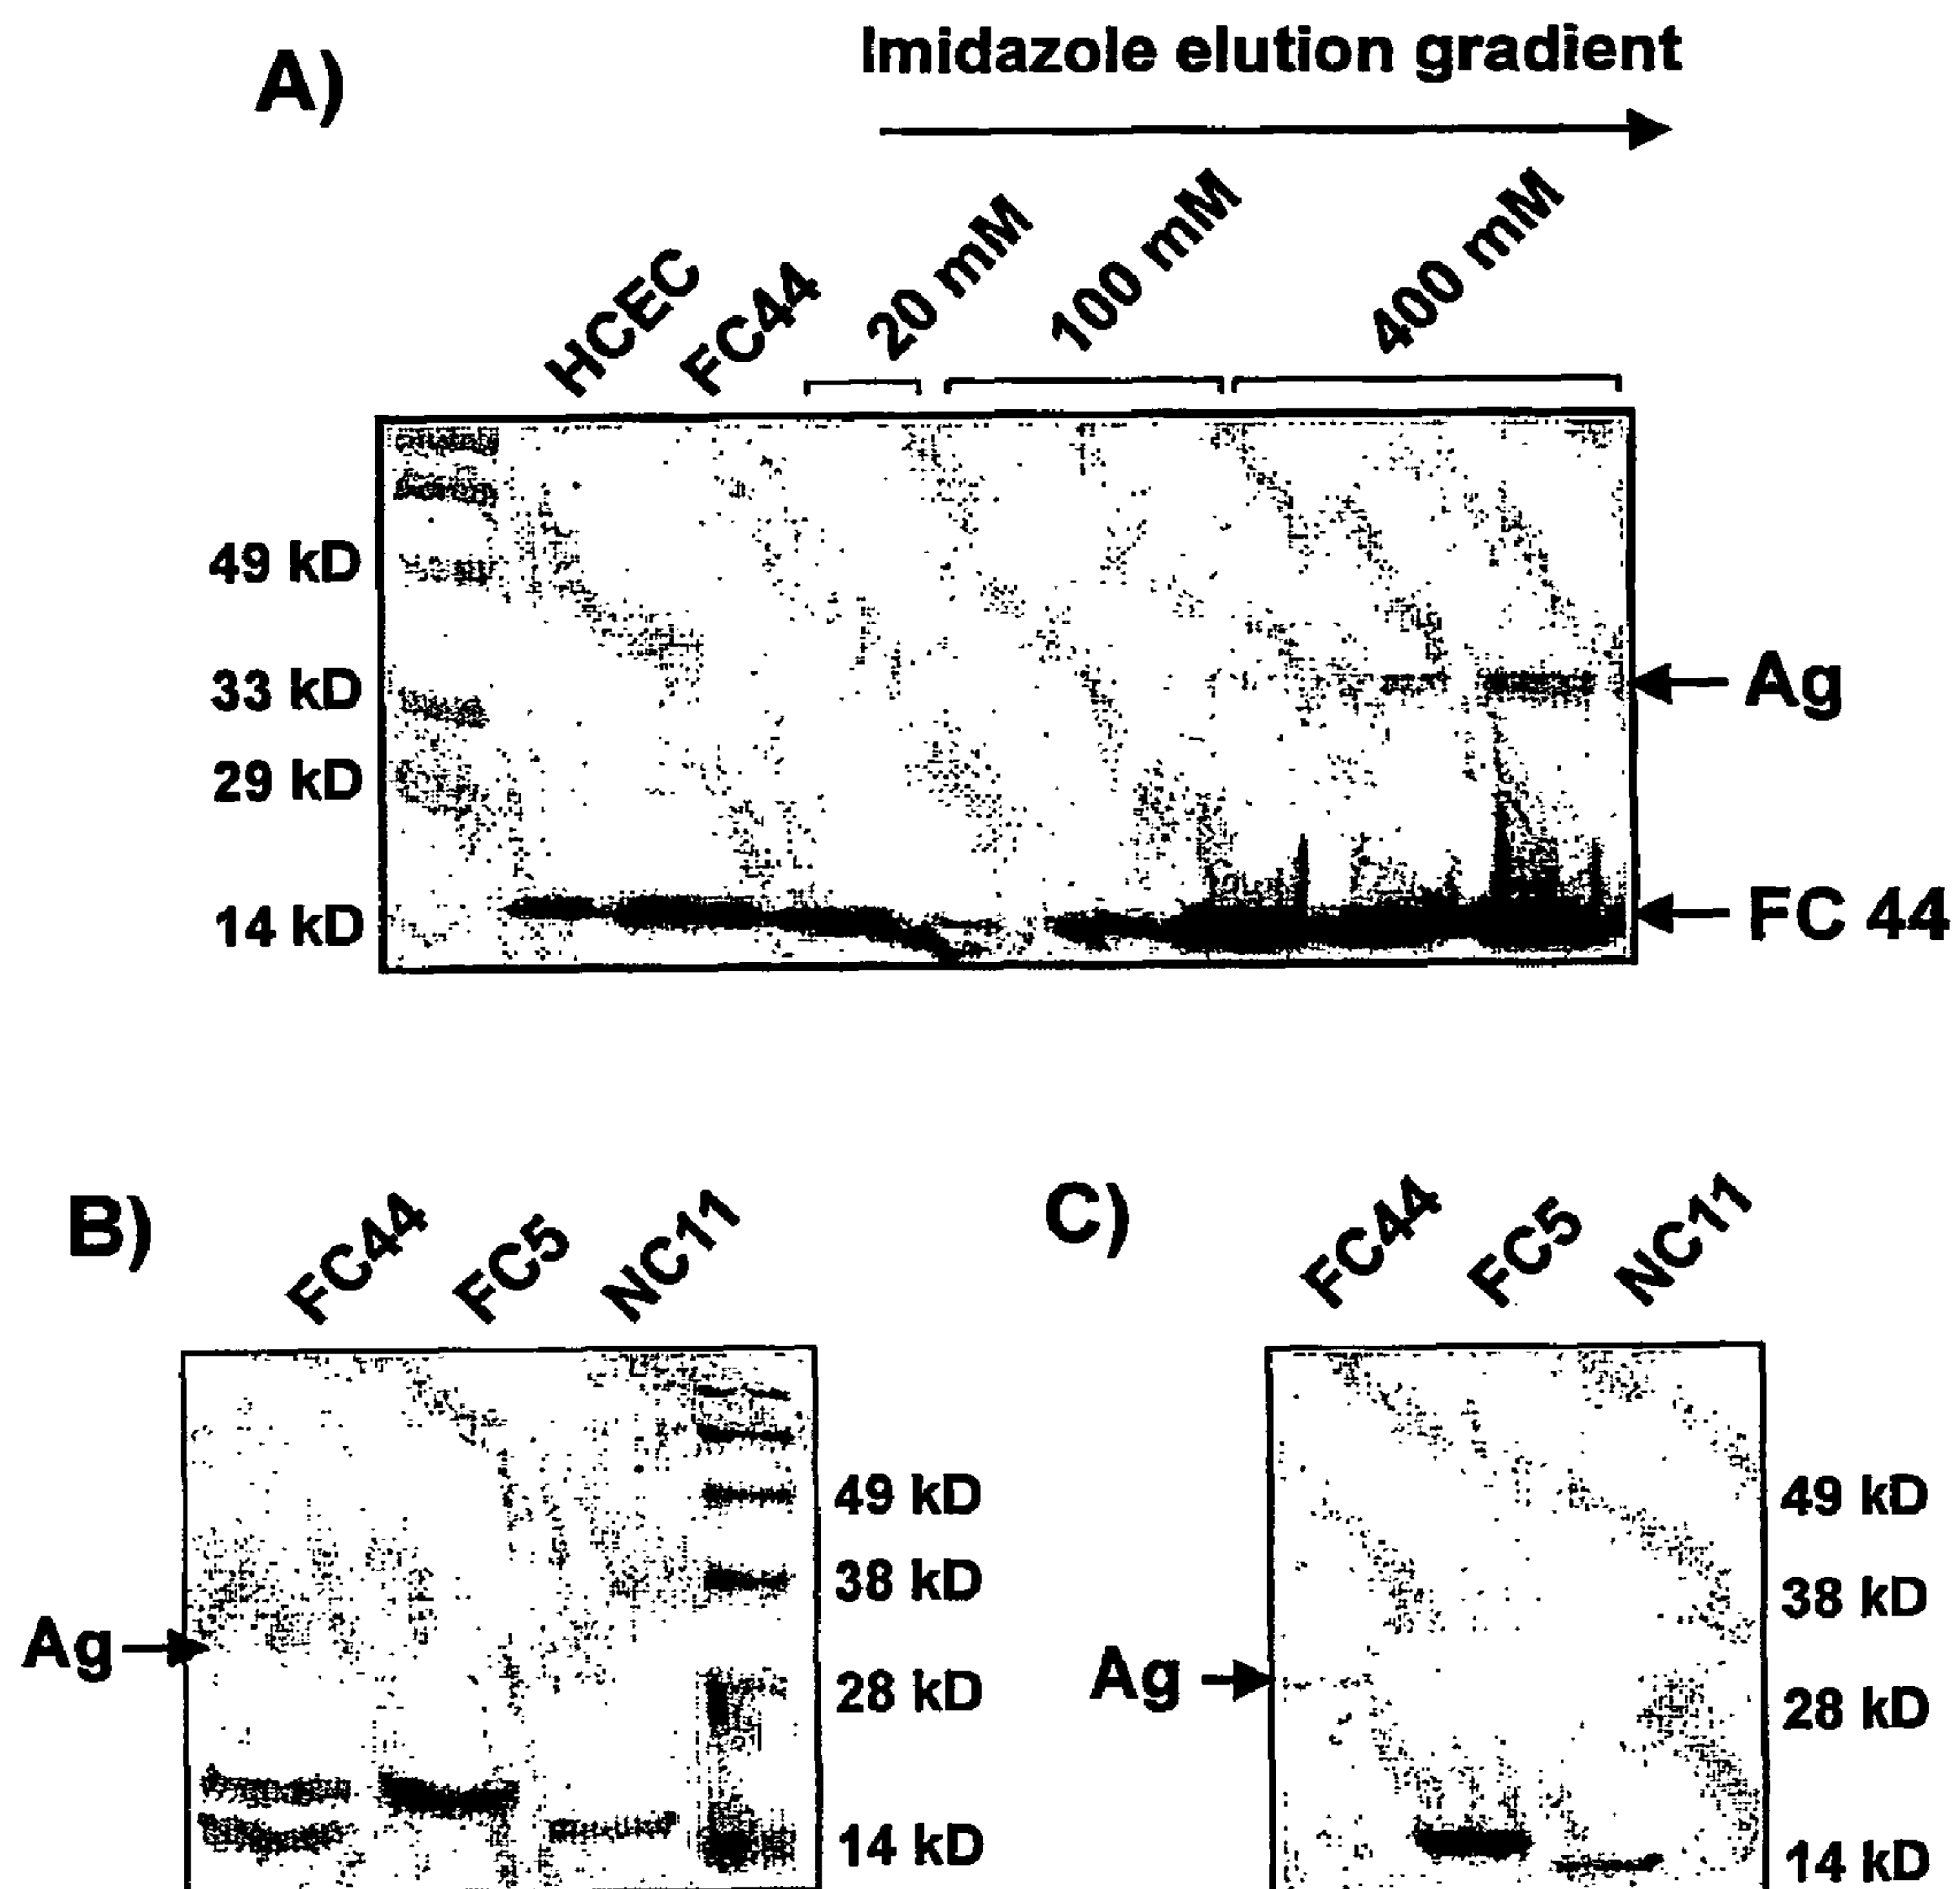 A)
Imidazole elution gradient
HCEC
FC44
20 mM
100 mM
400 mM
49 kD
33 kD
29 kD
14 kD
Ag
FC 44
B)
FC44
FC5
NC11
Ag
49 kD
38 kD
28 kD
14 kD
C)
FC44
FC5
NC11
Ag
49 kD
38 kD
28 kD
14 kD